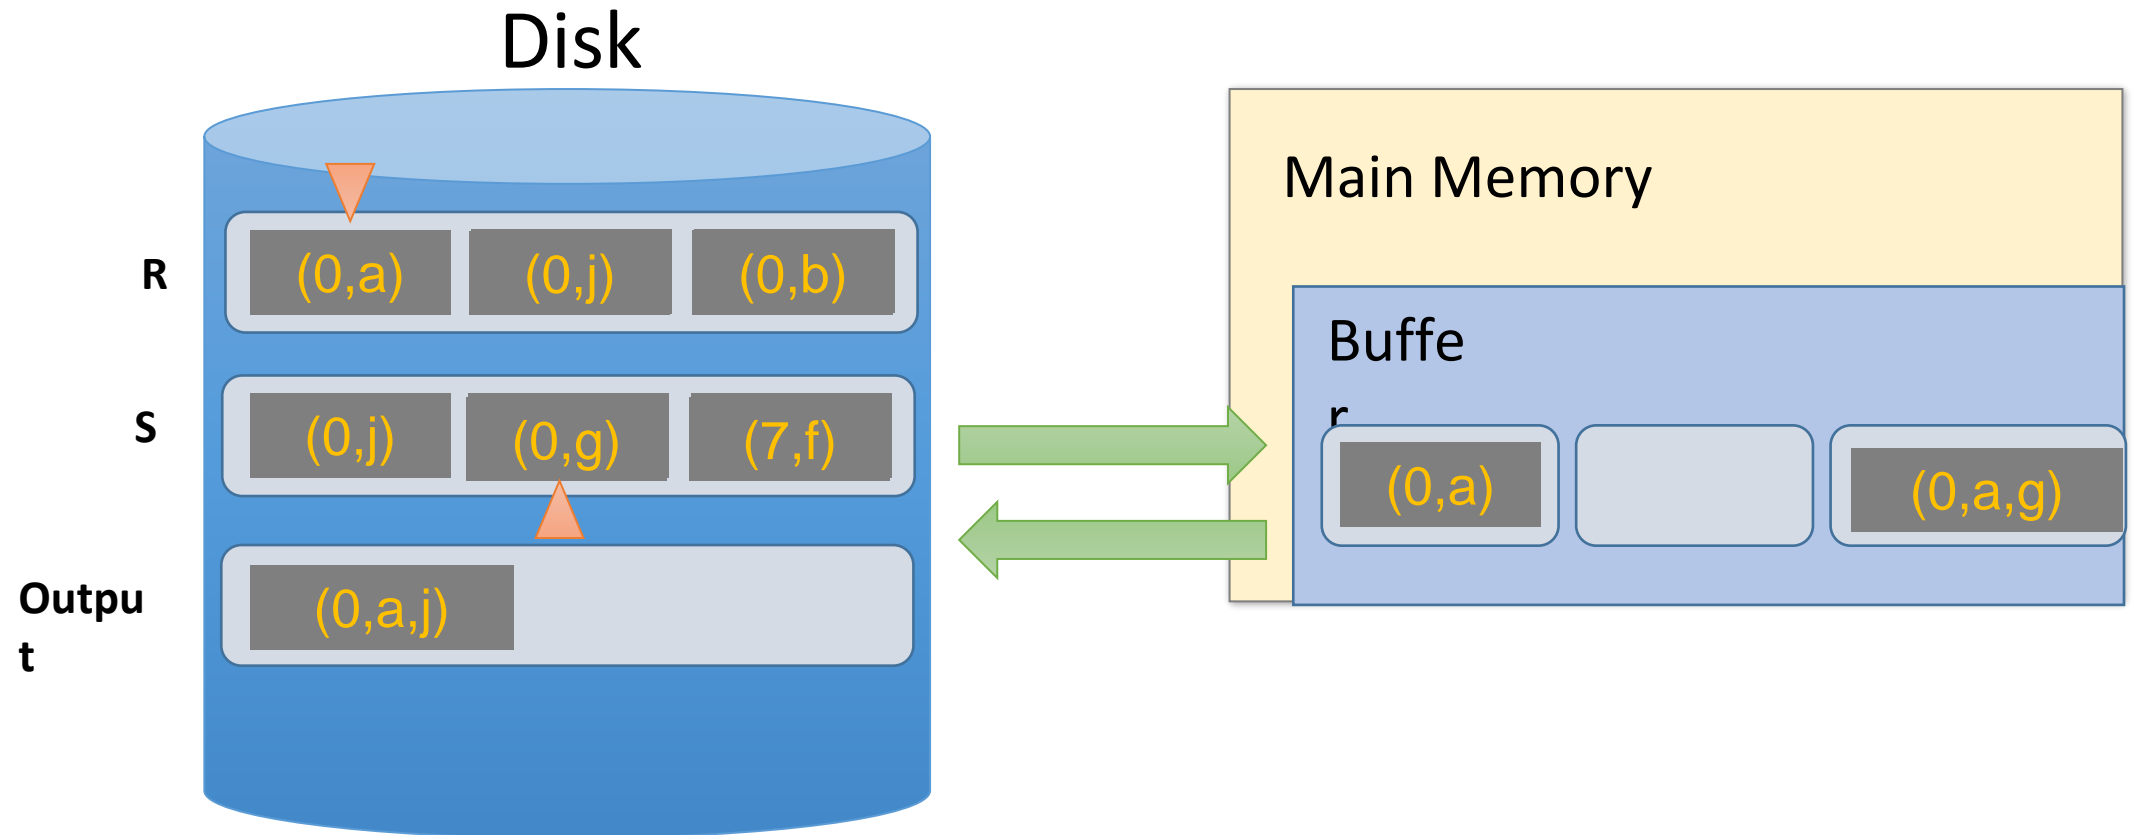 Disk
Main Memory
R
(0,a) (0,j) (0,b)
Buffe
r
S
(0,j) (0,g) (7,f)
(0,a) (0,a,g)
Outpu
t
(0,a,j)